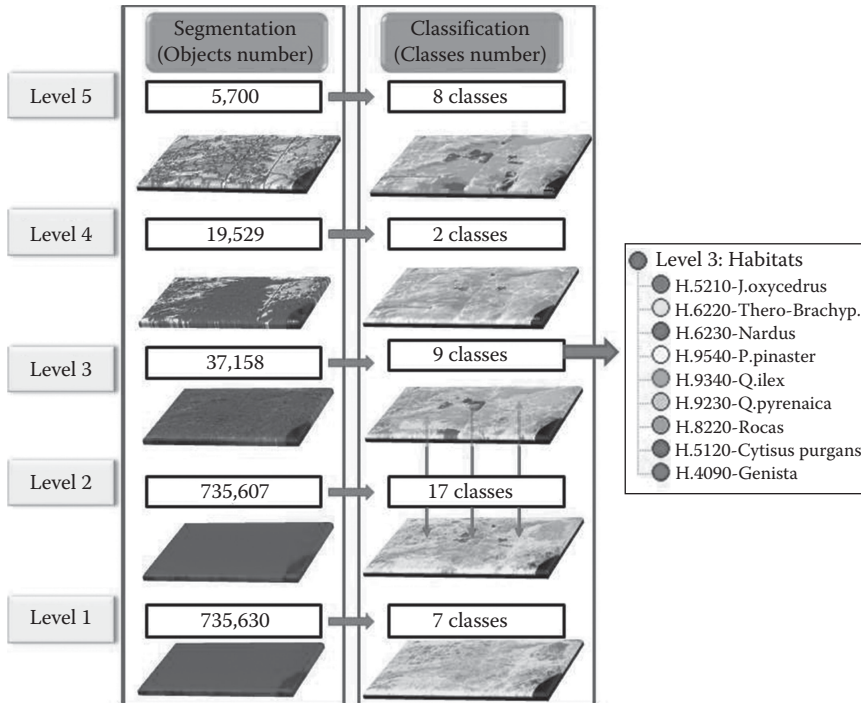 Segmentation
(Objects number)
Classification
(Classes number)
Level 5
5,700
8 classes
Level 4
19,529
2 classes
Level 3
37,158
9 classes
Level 2
735,607
17 classes
Level 1
735,630
7 classes
Level 3: Habitats
H.5210-J.oxycedrus
H.6220-Thero-Brachyp.
H.6230-Nardus
H.9540-P.pinaster
H.9340-Q.ilex
H.9230-Q.pyrenaica
H.8220-Rocas
H.5120-Cytisus purgans
H.4090-Genista